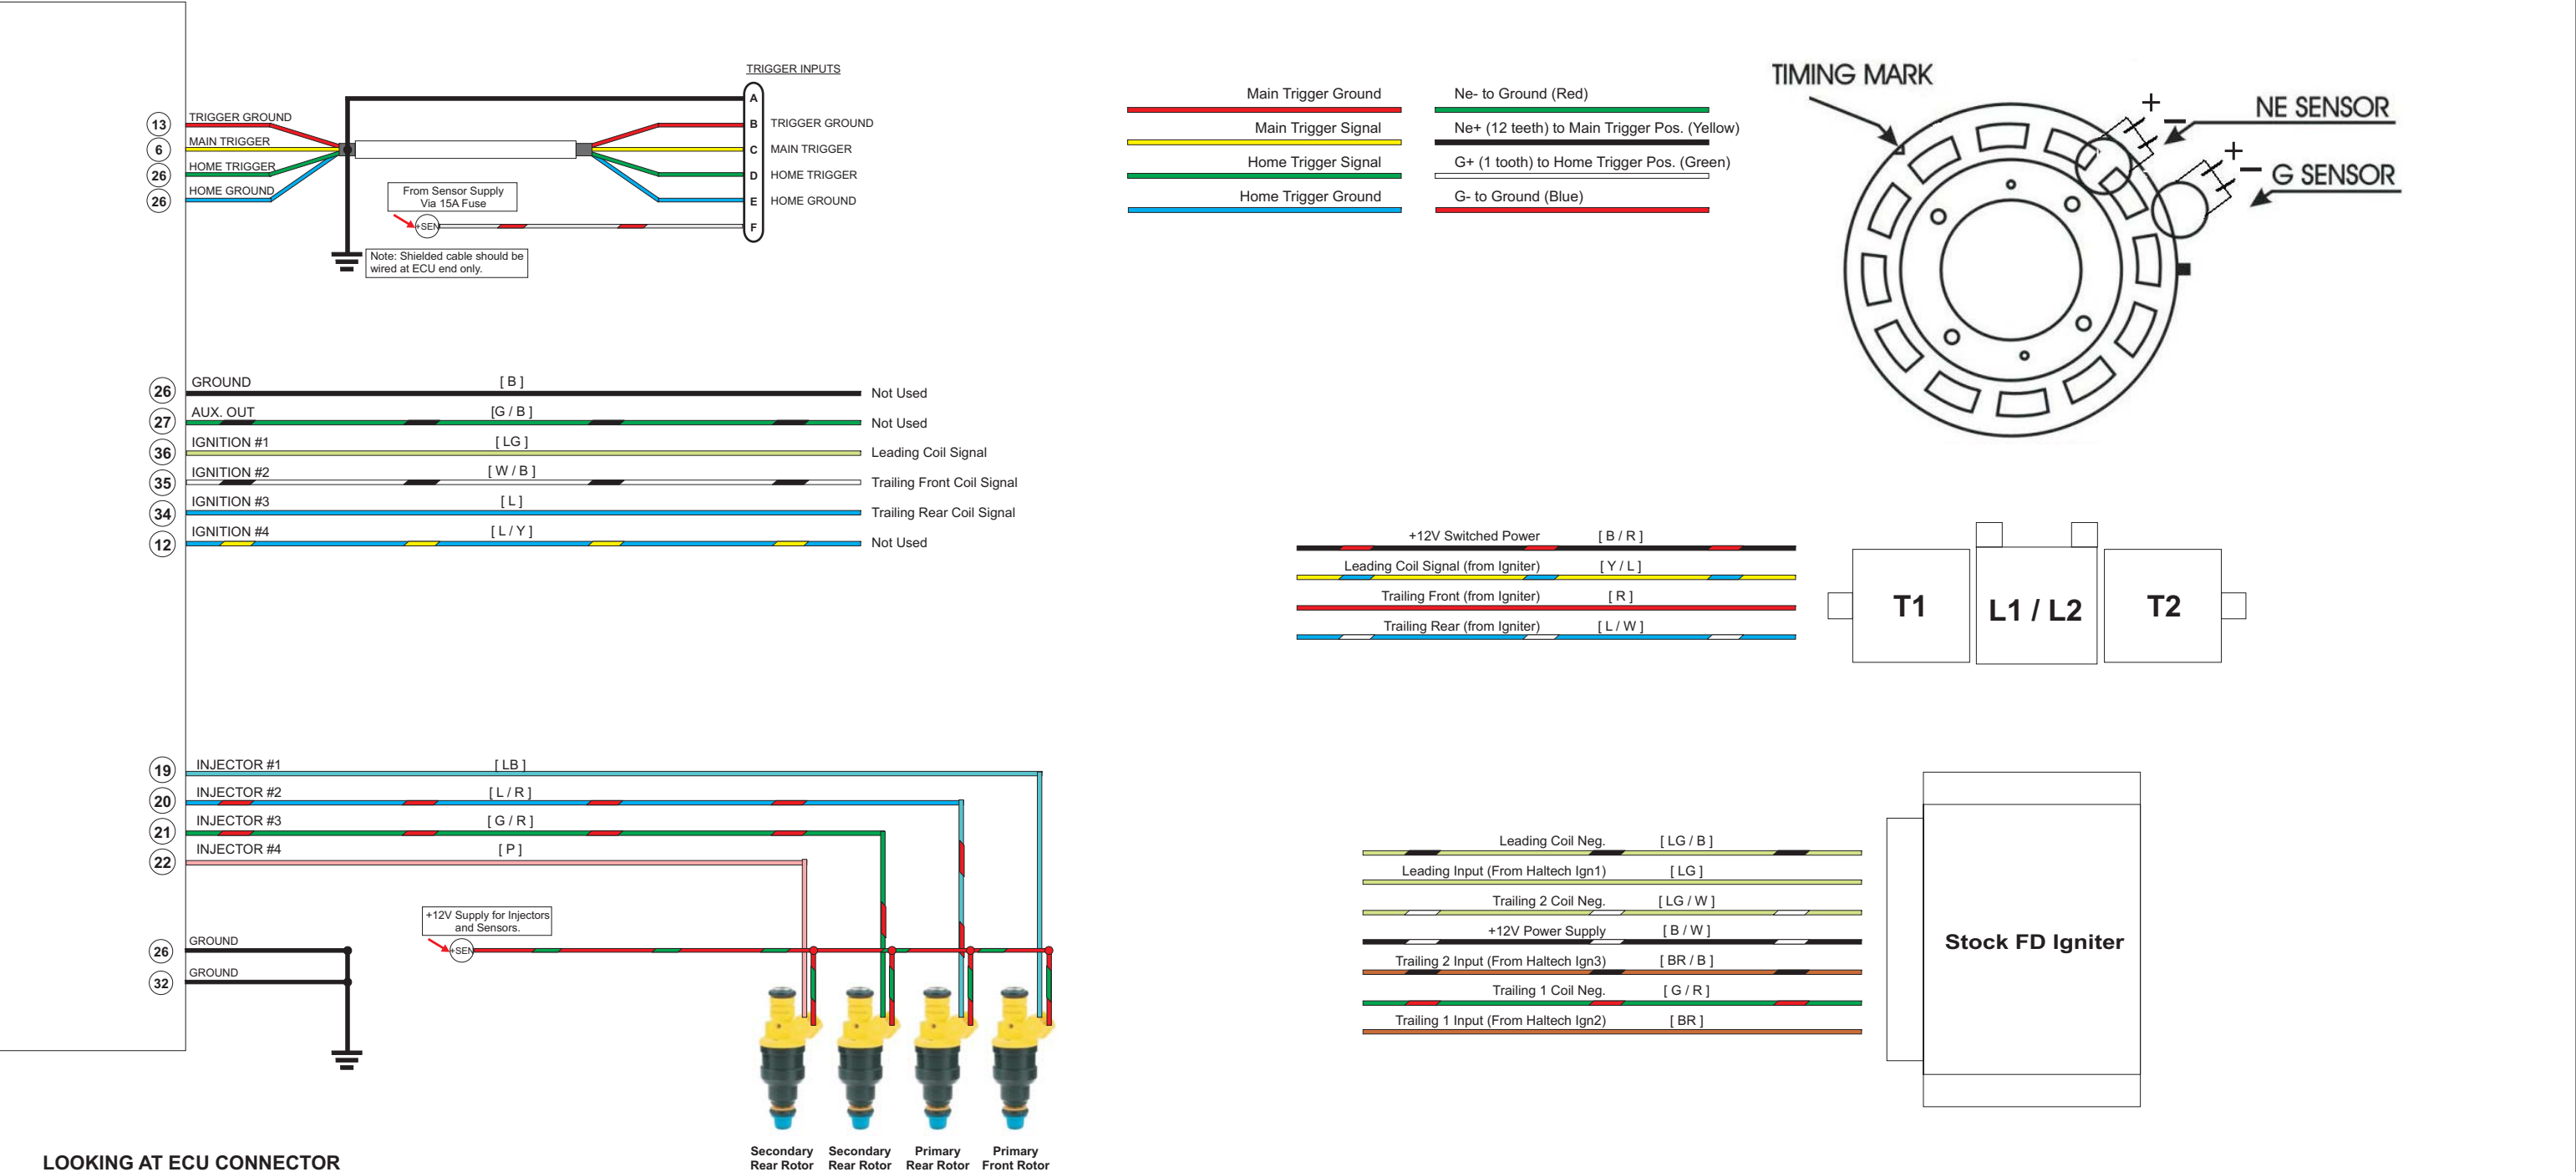 TRIGGER INPUTS
A
13 TRIGGER GROUND
B TRIGGER GROUND
6 MAIN TRIGGER
C MAIN TRIGGER
26 HOME TRIGGER
D HOME TRIGGER
26 HOME GROUND
E HOME GROUND
From Sensor Supply
Via 15A Fuse
+SEN
F
Note: Shielded cable should be
wired at ECU end only.
Main Trigger Ground
Ne- to Ground (Red)
Main Trigger Signal
Ne+ (12 teeth) to Main Trigger Pos. (Yellow)
Home Trigger Signal
G+ (1 tooth) to Home Trigger Pos. (Green)
Home Trigger Ground
G- to Ground (Blue)
TIMING MARK
+
−
NE SENSOR
+
−
G SENSOR
26 GROUND [ B ] Not Used
27 AUX. OUT [G / B ] Not Used
36 IGNITION #1 [ LG ] Leading Coil Signal
35 IGNITION #2 [ W / B ] Trailing Front Coil Signal
34 IGNITION #3 [ L ] Trailing Rear Coil Signal
12 IGNITION #4 [ L / Y ] Not Used
+12V Switched Power [ B / R ]
Leading Coil Signal (from Igniter) [ Y / L ]
Trailing Front (from Igniter) [ R ]
Trailing Rear (from Igniter) [ L / W ]
T1
L1 / L2
T2
19 INJECTOR #1 [ LB ]
20 INJECTOR #2 [ L / R ]
21 INJECTOR #3 [ G / R ]
22 INJECTOR #4 [ P ]
+12V Supply for Injectors
and Sensors.
+SEN
26 GROUND
32 GROUND
Secondary
Rear Rotor
Secondary
Rear Rotor
Primary
Rear Rotor
Primary
Front Rotor
Leading Coil Neg. [ LG / B ]
Leading Input (From Haltech Ign1) [ LG ]
Trailing 2 Coil Neg. [ LG / W ]
+12V Power Supply [ B / W ]
Trailing 2 Input (From Haltech Ign3) [ BR / B ]
Trailing 1 Coil Neg. [ G / R ]
Trailing 1 Input (From Haltech Ign2) [ BR ]
Stock FD Igniter
LOOKING AT ECU CONNECTOR